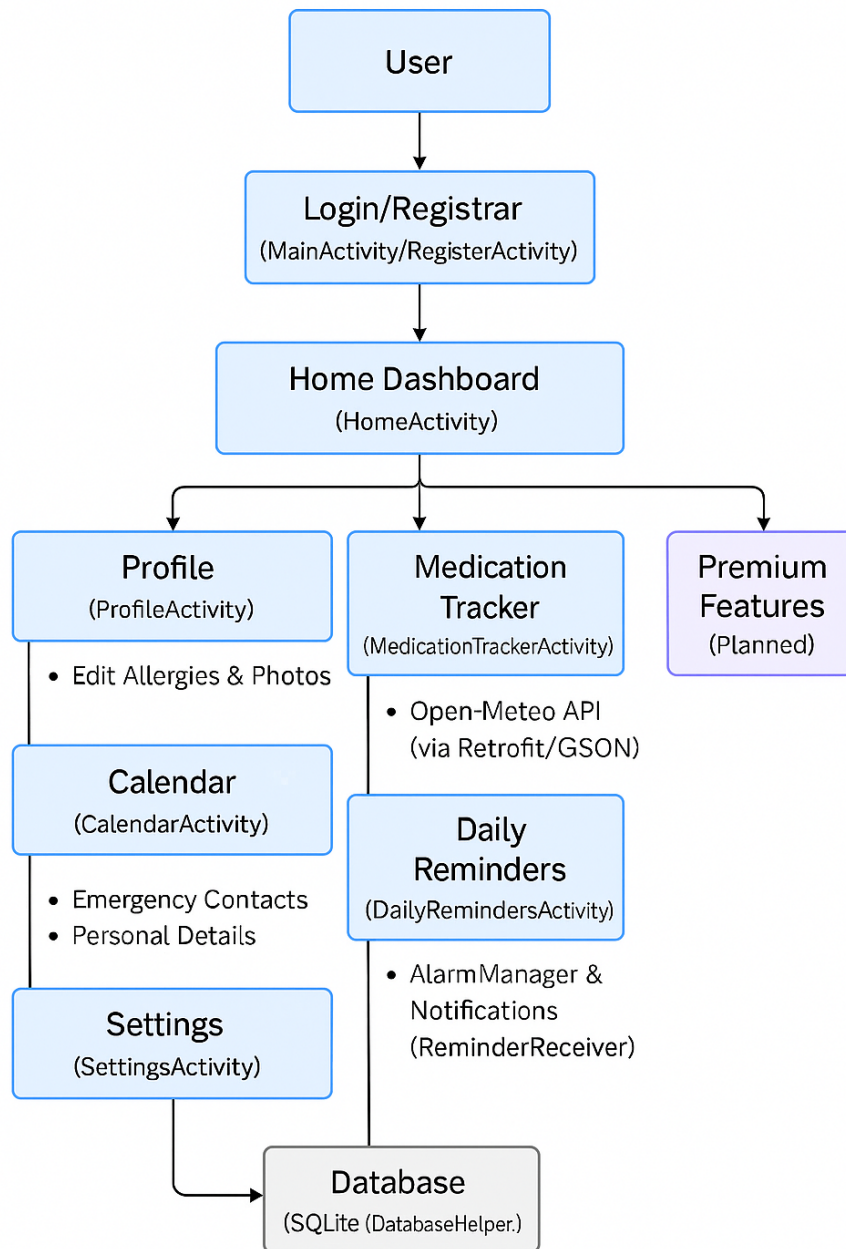 User
Login/Registrar
(MainActivity/RegisterActivity)
Home Dashboard
(HomeActivity)
Profile
(ProfileActivity)
• Edit Allergies & Photos
Calendar
(CalendarActivity)
• Emergency Contacts
• Personal Details
Settings
(SettingsActivity)
Medication
Tracker
(MedicationTrackerActivity)
• Open-Meteo API
(via Retrofit/GSON)
Daily
Reminders
(DailyRemindersActivity)
• AlarmManager &
Notifications
(ReminderReceiver)
Premium
Features
(Planned)
Database
(SQLite (DatabaseHelper.)